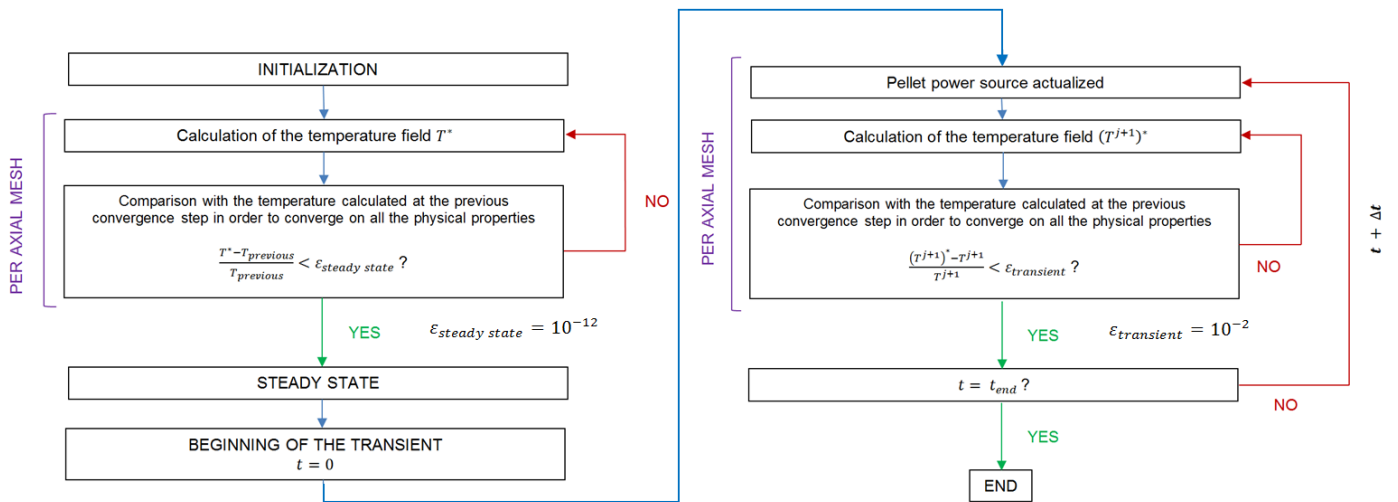 INITIALIZATION
PER AXIAL MESH
Calculation of the temperature field T*
Comparison with the temperature calculated at the previous
convergence step in order to converge on all the physical properties
(T* − T_previous) / T_previous < ε_steady state ?
NO
YES
ε_steady state = 10^−12
STEADY STATE
BEGINNING OF THE TRANSIENT
t = 0
PER AXIAL MESH
Pellet power source actualized
Calculation of the temperature field (T^j+1)*
Comparison with the temperature calculated at the previous
convergence step in order to converge on all the physical properties
((T^j+1)* − T^j+1) / T^j+1 < ε_transient ?
NO
YES
ε_transient = 10^−2
t = t_end ?
NO
t + Δt
YES
END